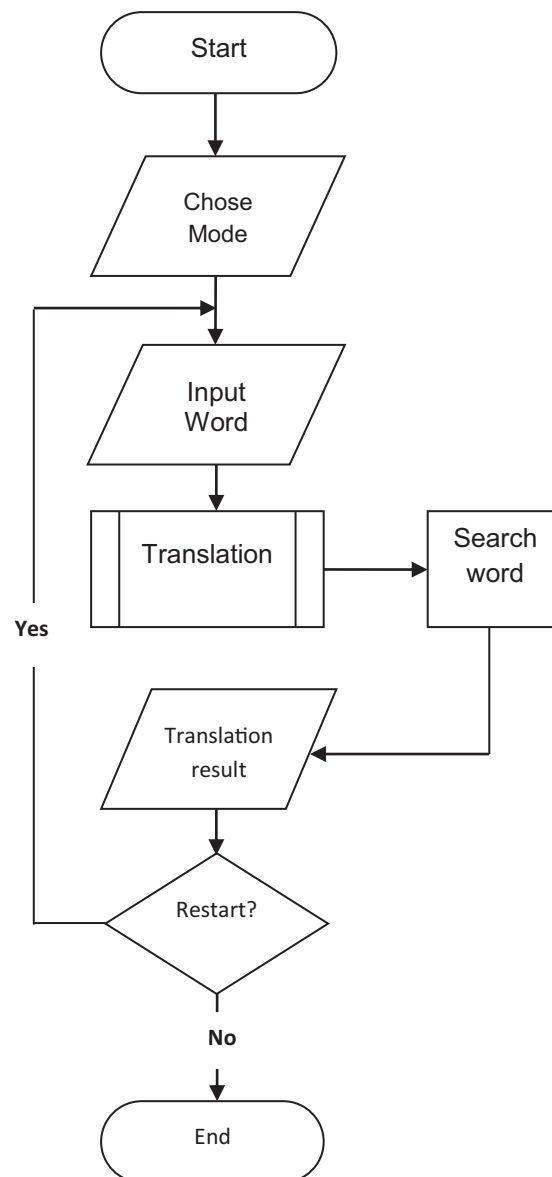 Start
Chose
Mode
Input
Word
Translation
Search
word
Yes
Translation
result
Restart?
No
End